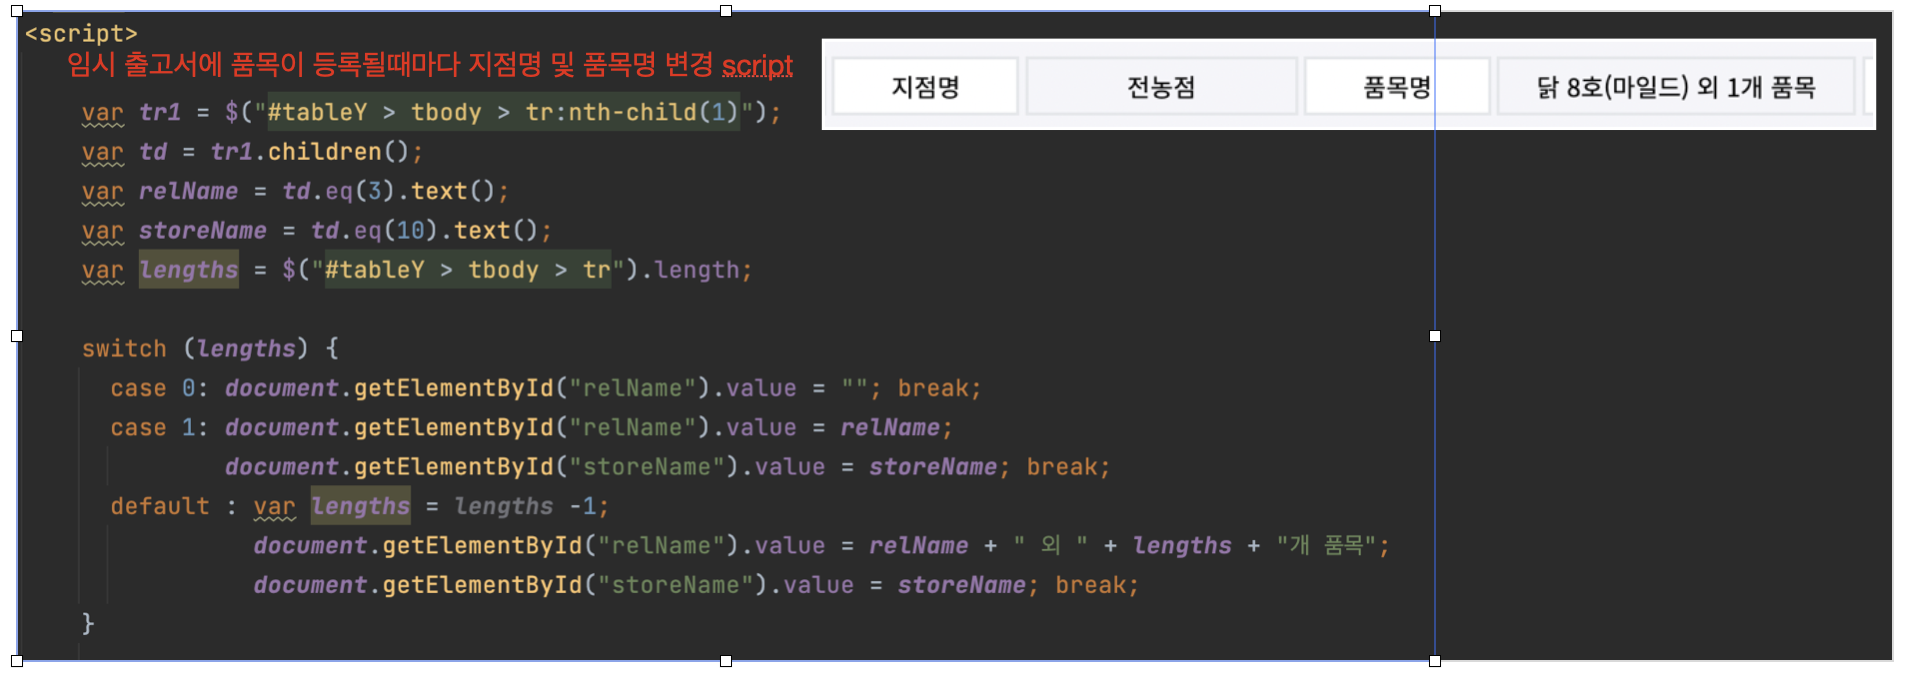 <script>
임시 출고서에 품목이 등록될때마다 지점명 및 품목명 변경 script
지점명 전농점 품목명 닭 8호(마일드) 외 1개 품목
var tr1 = $("#tableY > tbody > tr:nth-child(1)");
var td = tr1.children();
var relName = td.eq(3).text();
var storeName = td.eq(10).text();
var lengths = $("#tableY > tbody > tr").length;
switch (lengths) {
case 0: document.getElementById("relName").value = ""; break;
case 1: document.getElementById("relName").value = relName;
document.getElementById("storeName").value = storeName; break;
default : var lengths = lengths -1;
document.getElementById("relName").value = relName + " 외 " + lengths + "개 품목";
document.getElementById("storeName").value = storeName; break;
}